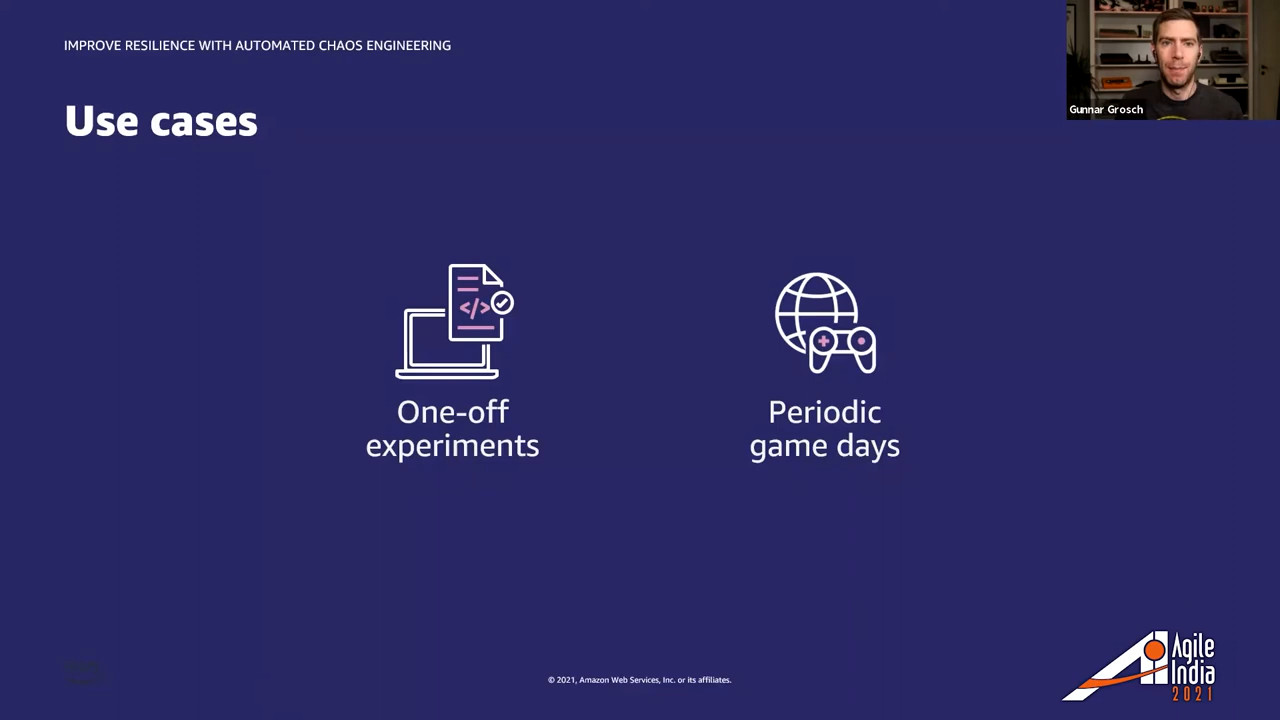 IMPROVE RESILIENCE WITH AUTOMATED CHAOS ENGINEERING
Gunnar Grosch
Use cases
</>
One-off
experiments
Periodic
game days
© 2021, Amazon Web Services, Inc. or its affiliates.
Agile
India
2021